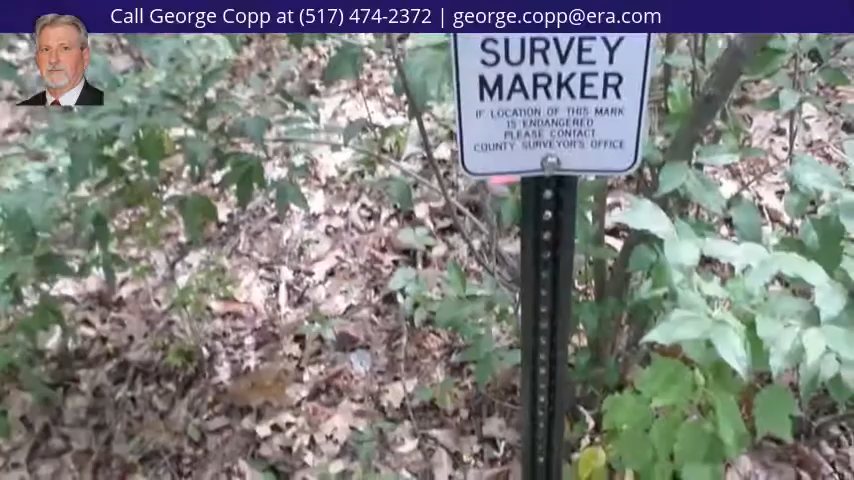 Call George Copp at (517) 474-2372 | george.copp@era.com
SURVEY
MARKER
IF LOCATION OF THIS MARK
IS ENDANGERED
PLEASE CONTACT
COUNTY SURVEYOR'S OFFICE